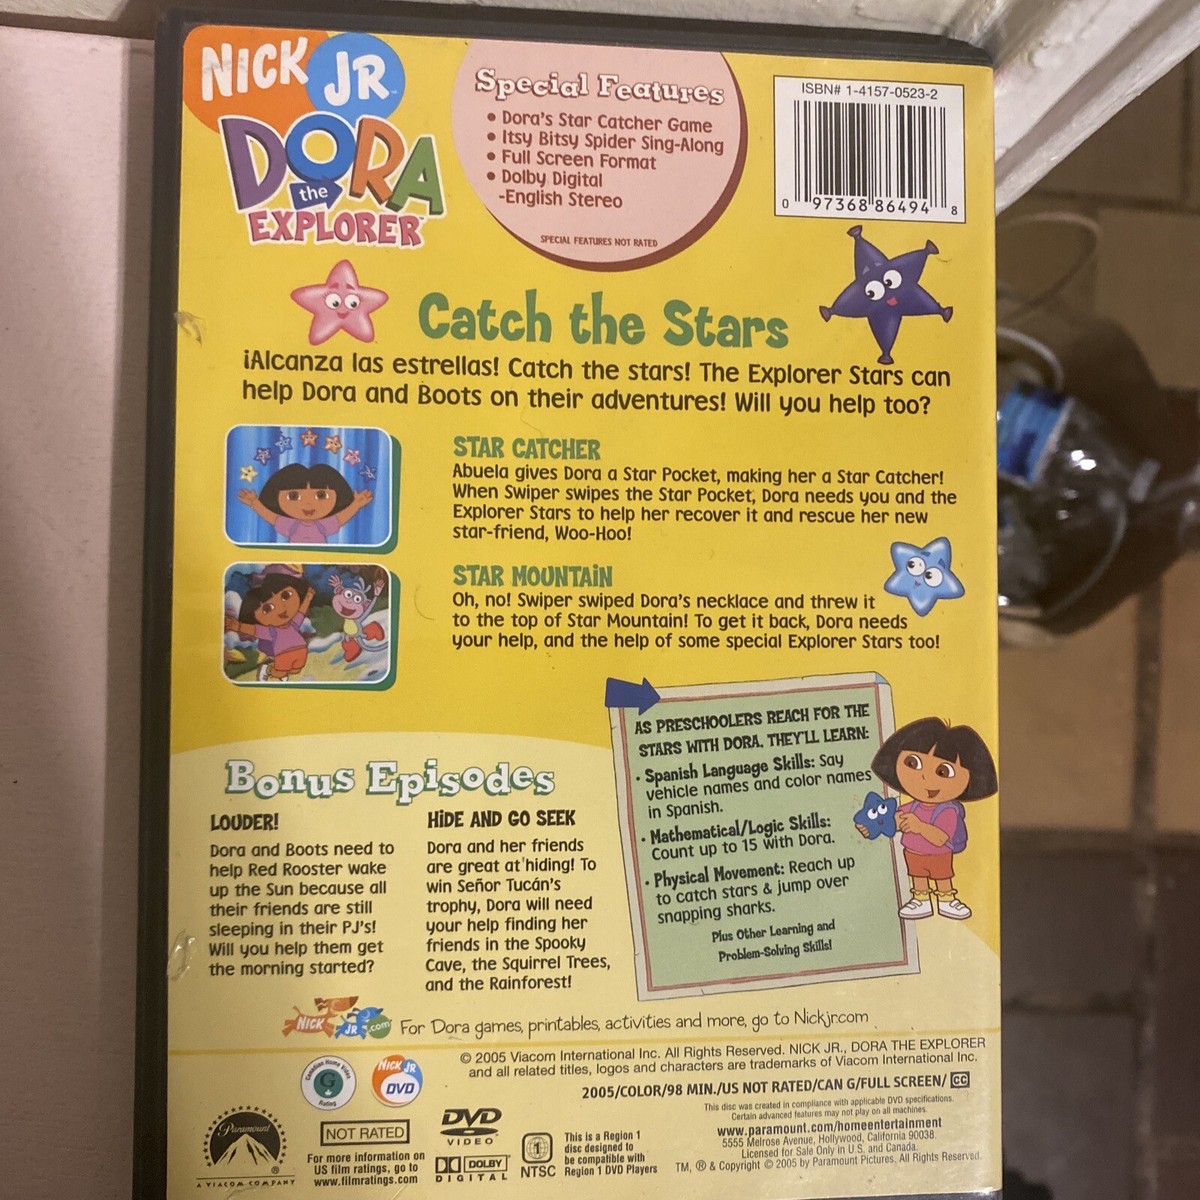 NICK JR
DORA
the
EXPLORER™
Special Features
• Dora's Star Catcher Game
• Itsy Bitsy Spider Sing-Along
• Full Screen Format
• Dolby Digital
-English Stereo
SPECIAL FEATURES NOT RATED
ISBN# 1-4157-0523-2
0 97368 86494 8
Catch the Stars
¡Alcanza las estrellas! Catch the stars! The Explorer Stars can
help Dora and Boots on their adventures! Will you help too?
STAR CATCHER
Abuela gives Dora a Star Pocket, making her a Star Catcher!
When Swiper swipes the Star Pocket, Dora needs you and the
Explorer Stars to help her recover it and rescue her new
star-friend, Woo-Hoo!
STAR MOUNTAIN
Oh, no! Swiper swiped Dora's necklace and threw it
to the top of Star Mountain! To get it back, Dora needs
your help, and the help of some special Explorer Stars too!
Bonus Episodes
LOUDER!
Dora and Boots need to
help Red Rooster wake
up the Sun because all
their friends are still
sleeping in their PJ's!
Will you help them get
the morning started?
HIDE AND GO SEEK
Dora and her friends
are great at hiding! To
win Señor Tucán's
trophy, Dora will need
your help finding her
friends in the Spooky
Cave, the Squirrel Trees,
and the Rainforest!
AS PRESCHOOLERS REACH FOR THE
STARS WITH DORA, THEY'LL LEARN:
• Spanish Language Skills: Say
vehicle names and color names
in Spanish.
• Mathematical/Logic Skills:
Count up to 15 with Dora.
• Physical Movement: Reach up
to catch stars & jump over
snapping sharks.
Plus Other Learning and
Problem-Solving Skills!
NICK JR .com
For Dora games, printables, activities and more, go to Nickjr.com
© 2005 Viacom International Inc. All Rights Reserved. NICK JR., DORA THE EXPLORER
and all related titles, logos and characters are trademarks of Viacom International Inc.
2005/COLOR/98 MIN./US NOT RATED/CAN G/FULL SCREEN/ CC
Canadian Home Video
G
Rated
NICK JR
DVD
Paramount
®
A VIACOM COMPANY
NOT RATED
For more information on
US film ratings, go to
www.filmratings.com
DVD
VIDEO
DOLBY
DIGITAL
1
NTSC
This is a Region 1
disc designed to
be compatible with
Region 1 DVD Players
This disc was created in compliance with applicable DVD specifications.
Certain advanced features may not play on all machines.
www.paramount.com/homeentertainment
5555 Melrose Avenue, Hollywood, California 90038.
Licensed for Sale Only in U.S. and Canada.
TM, ® & Copyright © 2005 by Paramount Pictures. All Rights Reserved.